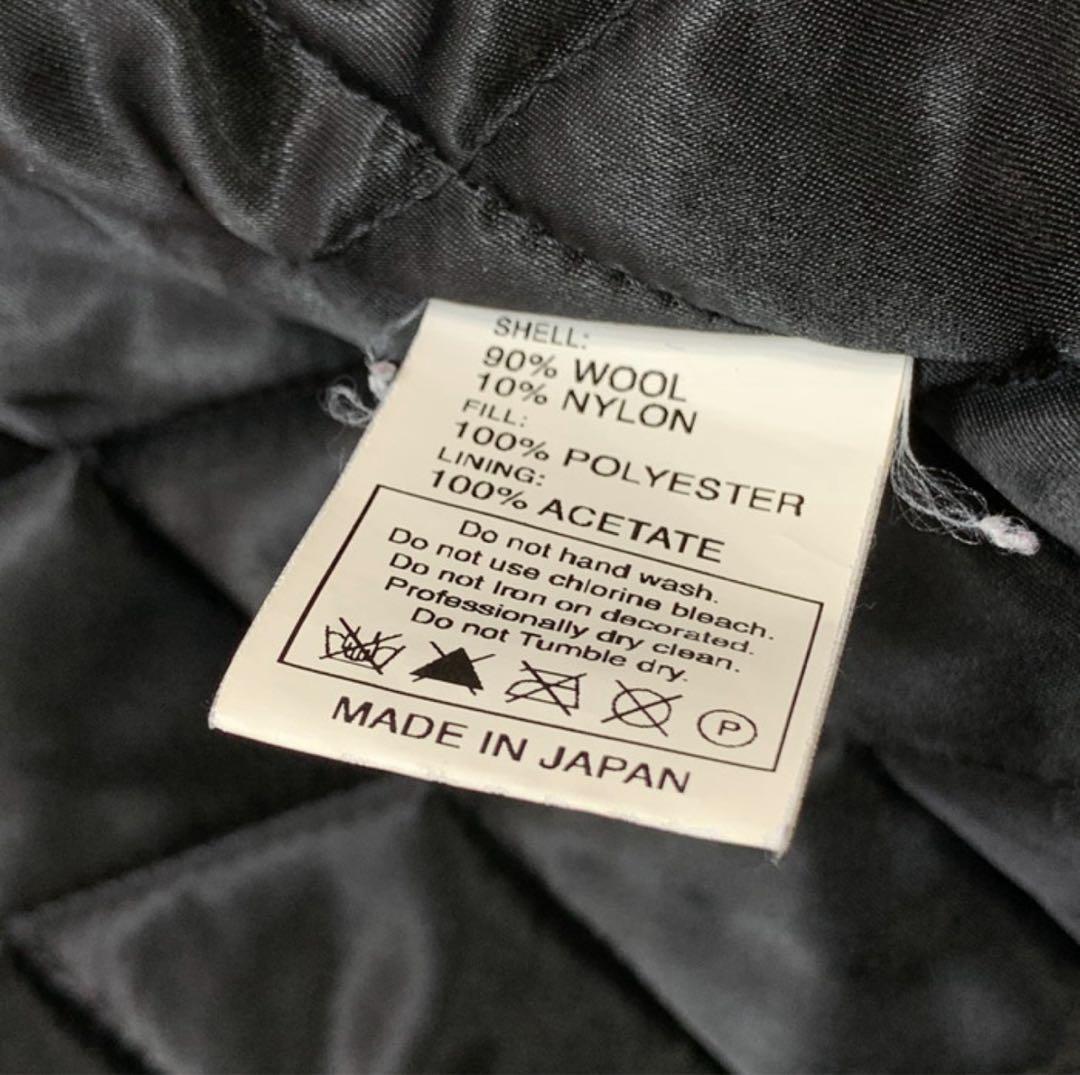 SHELL:
90% WOOL
10% NYLON
FILL:
100% POLYESTER
LINING:
100% ACETATE
Do not hand wash.
Do not use chlorine bleach.
Do not Iron on decorated.
Professionally dry clean.
Do not Tumble dry.
P
MADE IN JAPAN